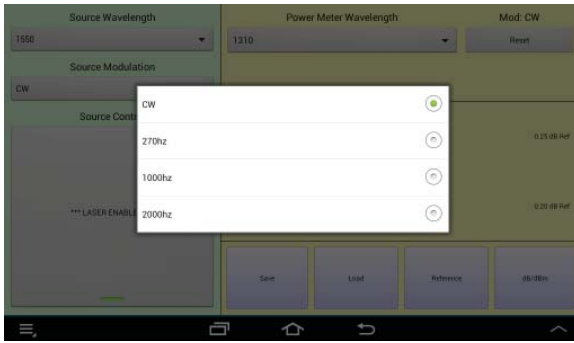 Source Wavelength
Power Meter Wavelength
Mod: CW
1550
1310
Reset
Source Modulation
CW
Source Cont
CW
270hz
1000hz
2000hz
0.25 dB Ref
*** LASER ENABL
0.20 dB Ref
Save
Load
Reference
dB/dBm